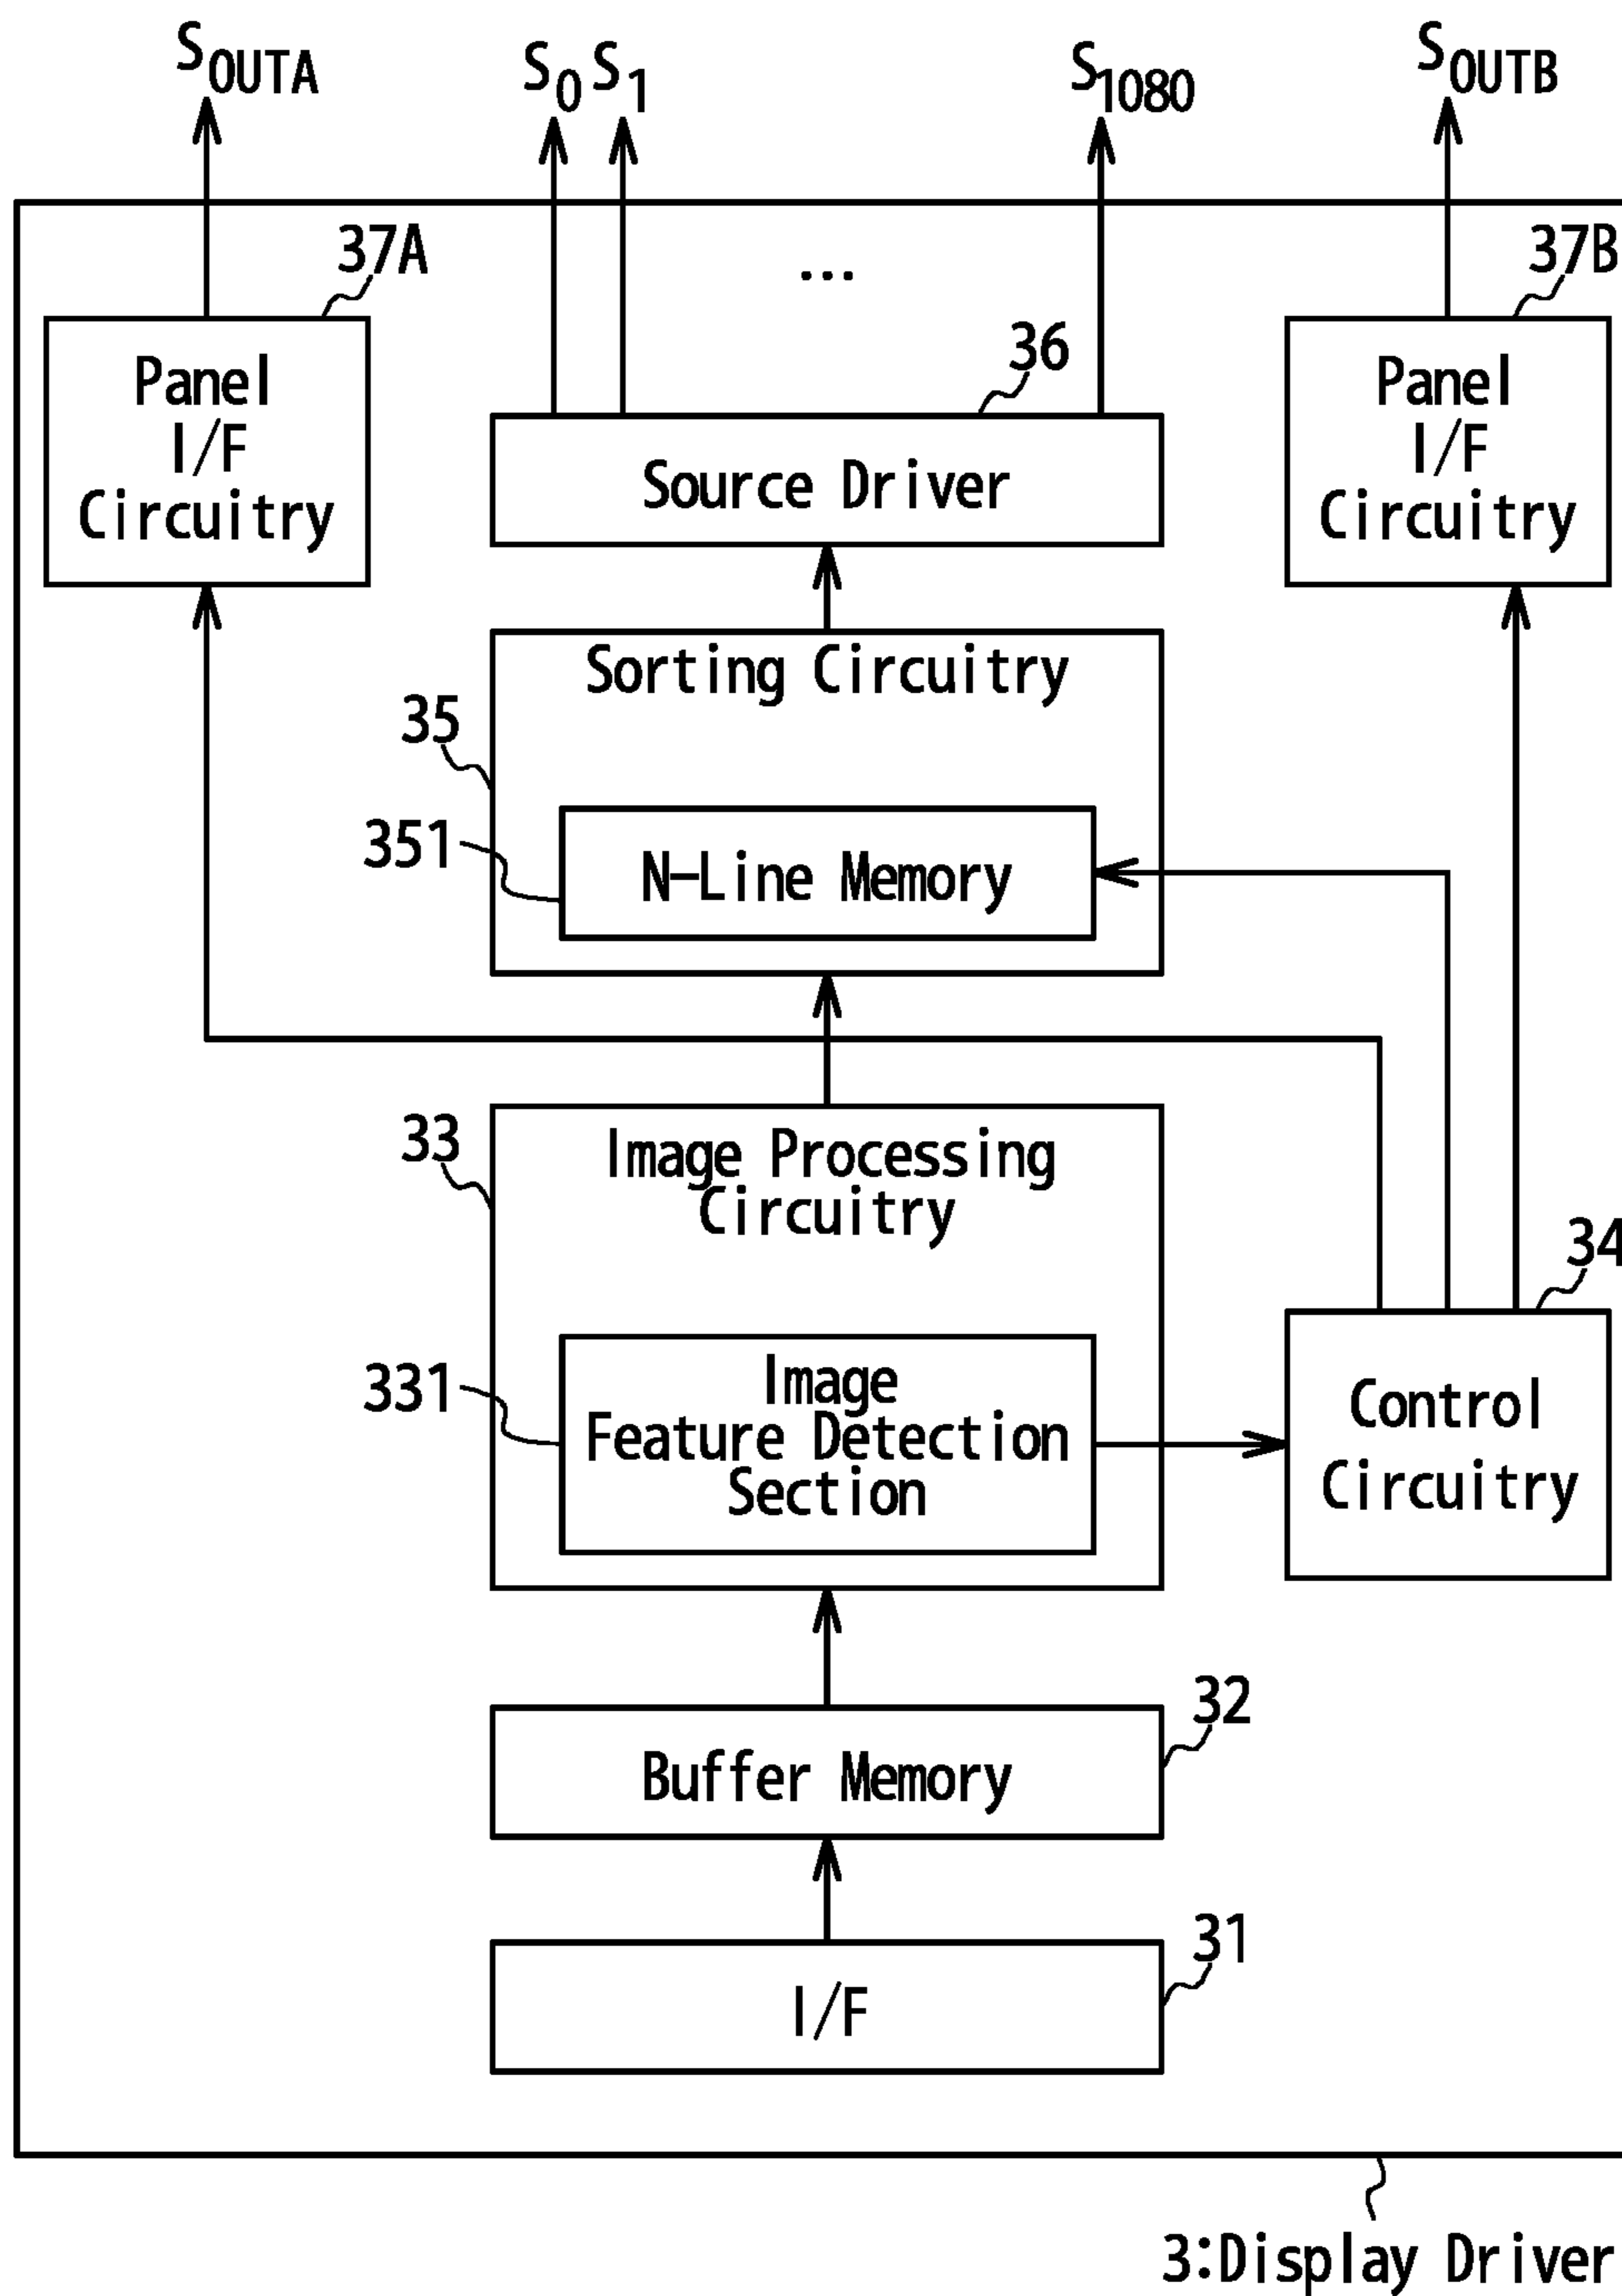 SOUTA
S0 S1
S1080
SOUTB
37A
...
37B
36
Panel
I/F
Circuitry
Source Driver
Panel
I/F
Circuitry
Sorting Circuitry
35
351
N-Line Memory
33
Image Processing
Circuitry
34
331
Image
Feature Detection
Section
Control
Circuitry
32
Buffer Memory
31
I/F
3:Display Driver